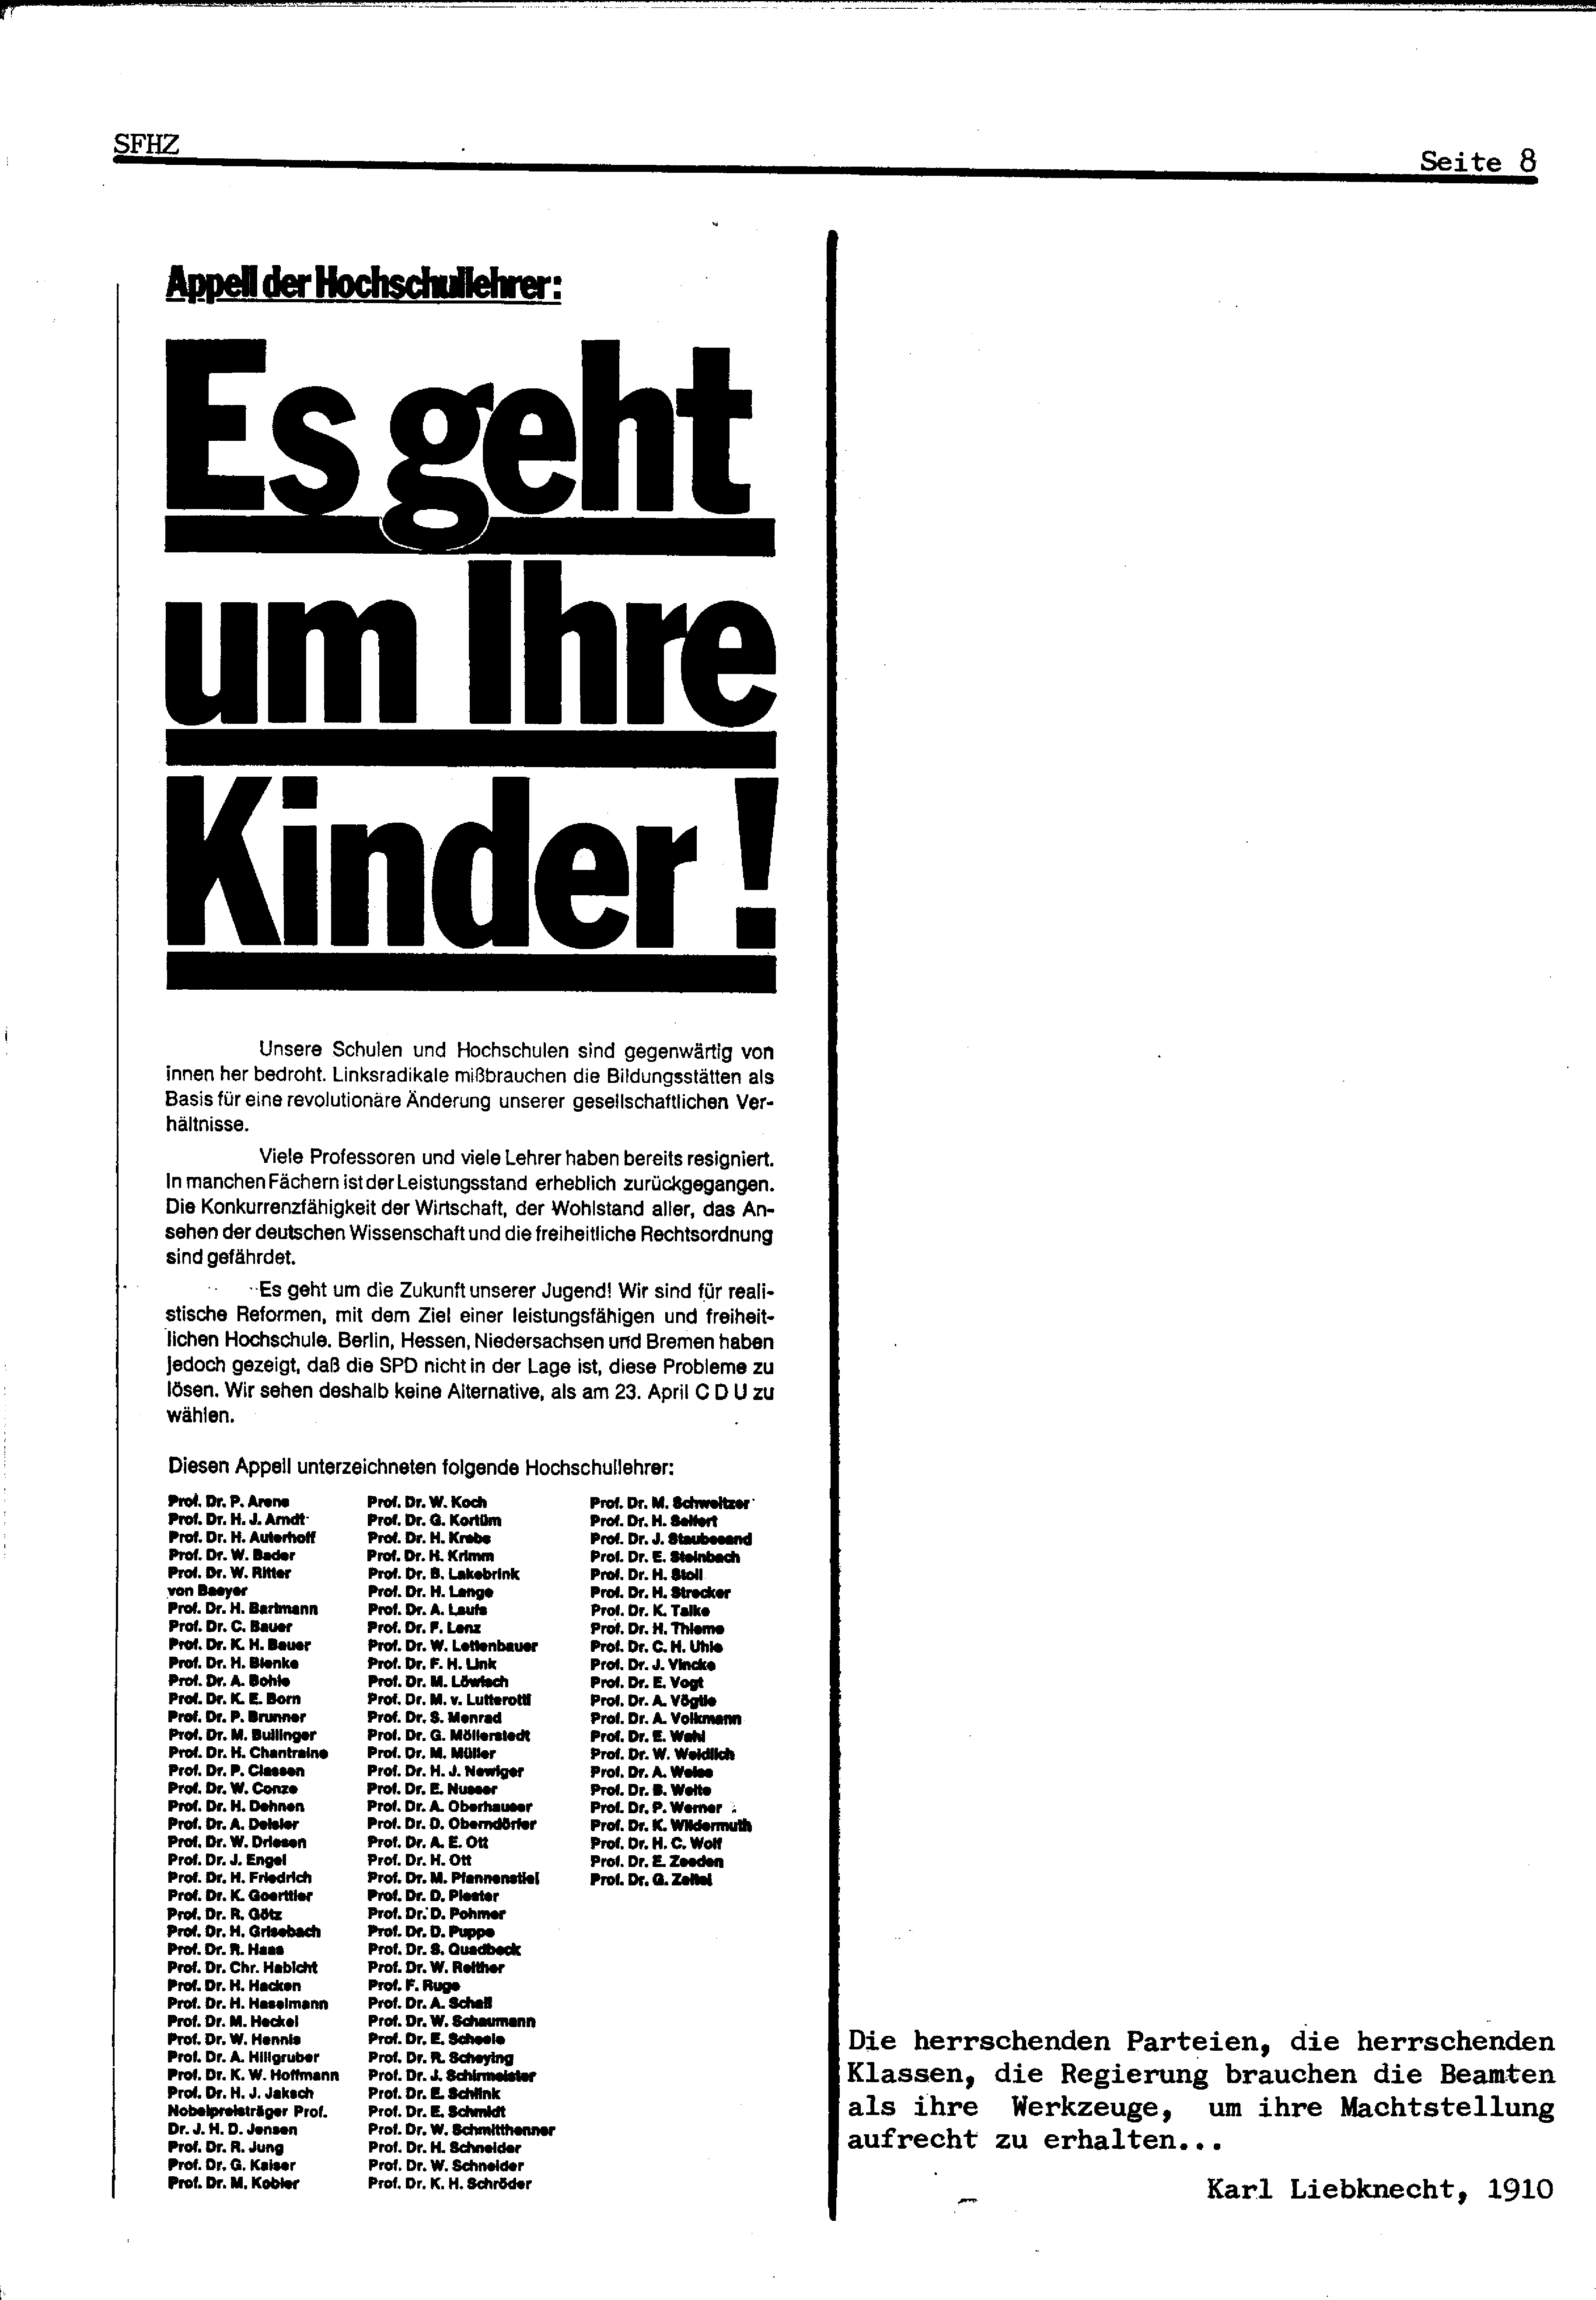 SFHZ
Seite 8
Appell der Hochschullehrer:
Es geht
um Ihre
Kinder!
Unsere Schulen und Hochschulen sind gegenwärtig von
innen her bedroht. Linksradikale mißbrauchen die Bildungsstätten als
Basis für eine revolutionäre Änderung unserer gesellschaftlichen Ver-
hältnisse.
Viele Professoren und viele Lehrer haben bereits resigniert.
In manchen Fächern ist der Leistungsstand erheblich zurückgegangen.
Die Konkurrenzfähigkeit der Wirtschaft, der Wohlstand aller, das An-
sehen der deutschen Wissenschaft und die freiheitliche Rechtsordnung
sind gefährdet.
Es geht um die Zukunft unserer Jugend! Wir sind für reali-
stische Reformen, mit dem Ziel einer leistungsfähigen und freiheit-
lichen Hochschule. Berlin, Hessen, Niedersachsen und Bremen haben
jedoch gezeigt, daß die SPD nicht in der Lage ist, diese Probleme zu
lösen. Wir sehen deshalb keine Alternative, als am 23. April C D U zu
wählen.
Diesen Appell unterzeichneten folgende Hochschullehrer:
Prof. Dr. P. Arens
Prof. Dr. H. J. Arndt
Prof. Dr. H. Auterhoff
Prof. Dr. W. Bader
Prof. Dr. W. Ritter
von Baeyer
Prof. Dr. H. Bartmann
Prof. Dr. C. Bauer
Prof. Dr. K. H. Bauer
Prof. Dr. H. Bienke
Prof. Dr. A. Bohle
Prof. Dr. K. E. Born
Prof. Dr. P. Brunner
Prof. Dr. M. Bullinger
Prof. Dr. H. Chantraine
Prof. Dr. P. Classen
Prof. Dr. W. Conze
Prof. Dr. H. Dehnen
Prof. Dr. A. Deisler
Prof. Dr. W. Driesen
Prof. Dr. J. Engel
Prof. Dr. H. Friedrich
Prof. Dr. K. Goerttler
Prof. Dr. R. Götz
Prof. Dr. H. Grisebach
Prof. Dr. R. Haas
Prof. Dr. Chr. Habicht
Prof. Dr. H. Hacken
Prof. Dr. H. Haselmann
Prof. Dr. M. Heckel
Prof. Dr. W. Hennis
Prof. Dr. A. Hillgruber
Prof. Dr. K. W. Hoffmann
Prof. Dr. H. J. Jaksch
Nobelpreisträger Prof.
Dr. J. H. D. Jensen
Prof. Dr. R. Jung
Prof. Dr. G. Kaiser
Prof. Dr. M. Kobler
Prof. Dr. W. Koch
Prof. Dr. G. Kortüm
Prof. Dr. H. Krebs
Prof. Dr. H. Krimm
Prof. Dr. B. Lakebrink
Prof. Dr. H. Lange
Prof. Dr. A. Laufs
Prof. Dr. F. Lenz
Prof. Dr. W. Lettenbauer
Prof. Dr. F. H. Link
Prof. Dr. M. Löwisch
Prof. Dr. M. v. Lutterotti
Prof. Dr. S. Menrad
Prof. Dr. G. Möllerstedt
Prof. Dr. M. Müller
Prof. Dr. H. J. Newiger
Prof. Dr. E. Nusser
Prof. Dr. A. Oberhauser
Prof. Dr. D. Oberndörfer
Prof. Dr. A. E. Ott
Prof. Dr. H. Ott
Prof. Dr. M. Pfannenstiel
Prof. Dr. D. Plester
Prof. Dr. D. Pohmer
Prof. Dr. D. Puppe
Prof. Dr. S. Quadbeck
Prof. Dr. W. Reither
Prof. F. Ruge
Prof. Dr. A. Schall
Prof. Dr. W. Schaumann
Prof. Dr. E. Scheele
Prof. Dr. R. Scheying
Prof. Dr. J. Schirmeister
Prof. Dr. E. Schlink
Prof. Dr. E. Schmidt
Prof. Dr. W. Schmitthenner
Prof. Dr. H. Schneider
Prof. Dr. W. Schneider
Prof. Dr. K. H. Schröder
Prof. Dr. M. Schweitzer
Prof. Dr. H. Seifert
Prof. Dr. J. Staubesand
Prof. Dr. E. Steinbach
Prof. Dr. H. Stoll
Prof. Dr. H. Strecker
Prof. Dr. K. Talke
Prof. Dr. H. Thieme
Prof. Dr. C. H. Uhle
Prof. Dr. J. Vincke
Prof. Dr. E. Vogt
Prof. Dr. A. Vögtle
Prof. Dr. A. Volkmann
Prof. Dr. E. Wahl
Prof. Dr. W. Weidlich
Prof. Dr. A. Weise
Prof. Dr. B. Welte
Prof. Dr. P. Werner
Prof. Dr. K. Wildermuth
Prof. Dr. H. C. Wolf
Prof. Dr. E. Zeeden
Prof. Dr. G. Zeitel
Die herrschenden Parteien, die herrschenden
Klassen, die Regierung brauchen die Beamten
als ihre Werkzeuge, um ihre Machtstellung
aufrecht zu erhalten...
Karl Liebknecht, 1910